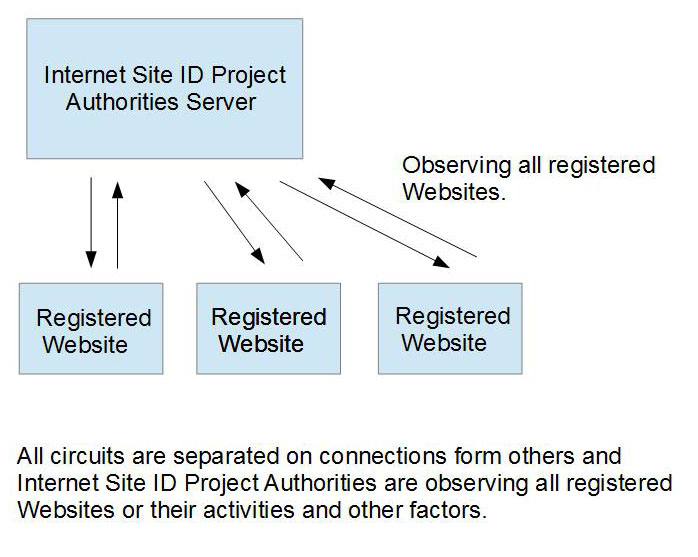 Internet Site ID Project
Authorities Server
Observing all registered
Websites.
Registered
Website
Registered
Website
Registered
Website
All circuits are separated on connections form others and
Internet Site ID Project Authorities are observing all registered
Websites or their activities and other factors.